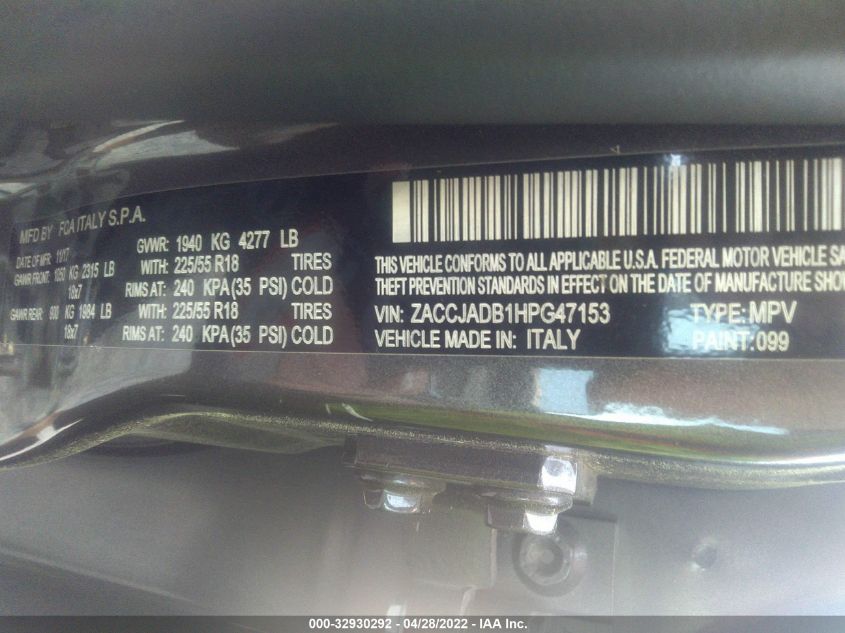 MFD BY FCA ITALY S.P.A.
DATE OF MFR 11/17 GVWR: 1940 KG 4277 LB
GAWR FRONT: 1050 KG 2315 LB WITH: 225/55 R18 TIRES
18x7 RIMS AT: 240 KPA(35 PSI) COLD
GAWR REAR: 900 KG 1984 LB WITH: 225/55 R18 TIRES
18x7 RIMS AT: 240 KPA(35 PSI) COLD
THIS VEHICLE CONFORMS TO ALL APPLICABLE U.S.A. FEDERAL MOTOR VEHICLE SA
THEFT PREVENTION STANDARDS IN EFFECT ON THE DATE OF MANUFACTURE SHOW
VIN: ZACCJADB1HPG47153 TYPE: MPV
VEHICLE MADE IN: ITALY PAINT:099
000-32930292 - 04/28/2022 - IAA Inc.